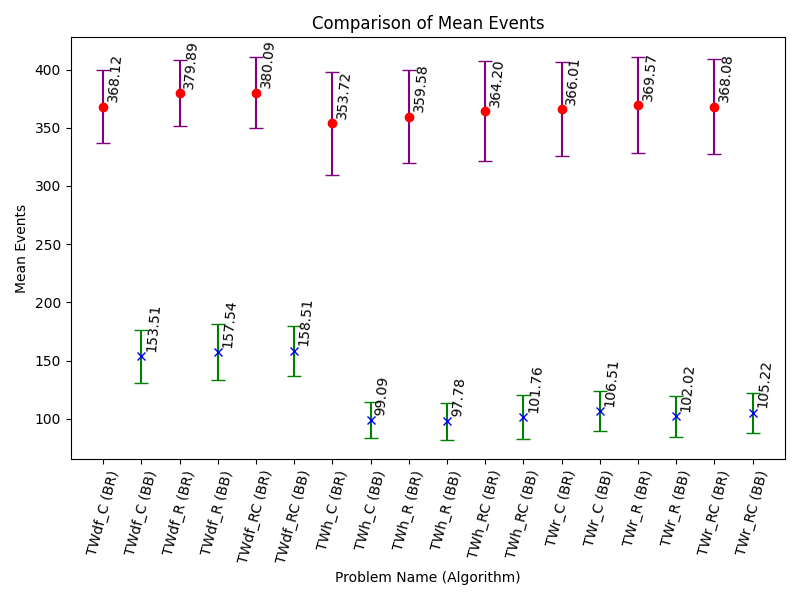 Comparison of Mean Events
Mean Events
400
350
300
250
200
150
100
368.12
153.51
379.89
157.54
380.09
158.51
353.72
99.09
359.58
97.78
364.20
101.76
366.01
106.51
369.57
102.02
368.08
105.22
TWdf_C (BR)
TWdf_C (BB)
TWdf_R (BR)
TWdf_R (BB)
TWdf_RC (BR)
TWdf_RC (BB)
TWh_C (BR)
TWh_C (BB)
TWh_R (BR)
TWh_R (BB)
TWh_RC (BR)
TWh_RC (BB)
TWr_C (BR)
TWr_C (BB)
TWr_R (BR)
TWr_R (BB)
TWr_RC (BR)
TWr_RC (BB)
Problem Name (Algorithm)